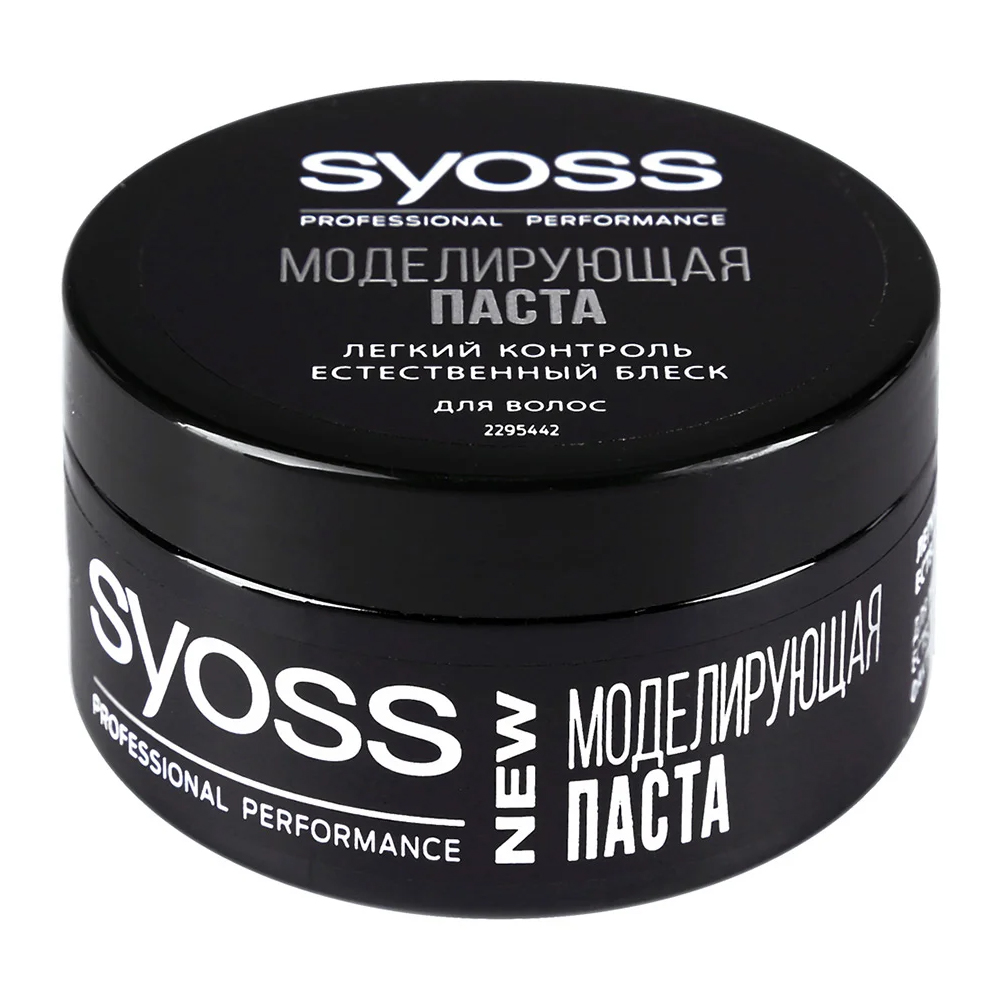 syoss
PROFESSIONAL PERFORMANCE
МОДЕЛИРУЮЩАЯ
ПАСТА
ЛЕГКИЙ КОНТРОЛЬ
ЕСТЕСТВЕННЫЙ БЛЕСК
ДЛЯ ВОЛОС
2295442
syoss
PROFESSIONAL PERFORMANCE
NEW
МОДЕЛИРУЮЩАЯ
ПАСТА